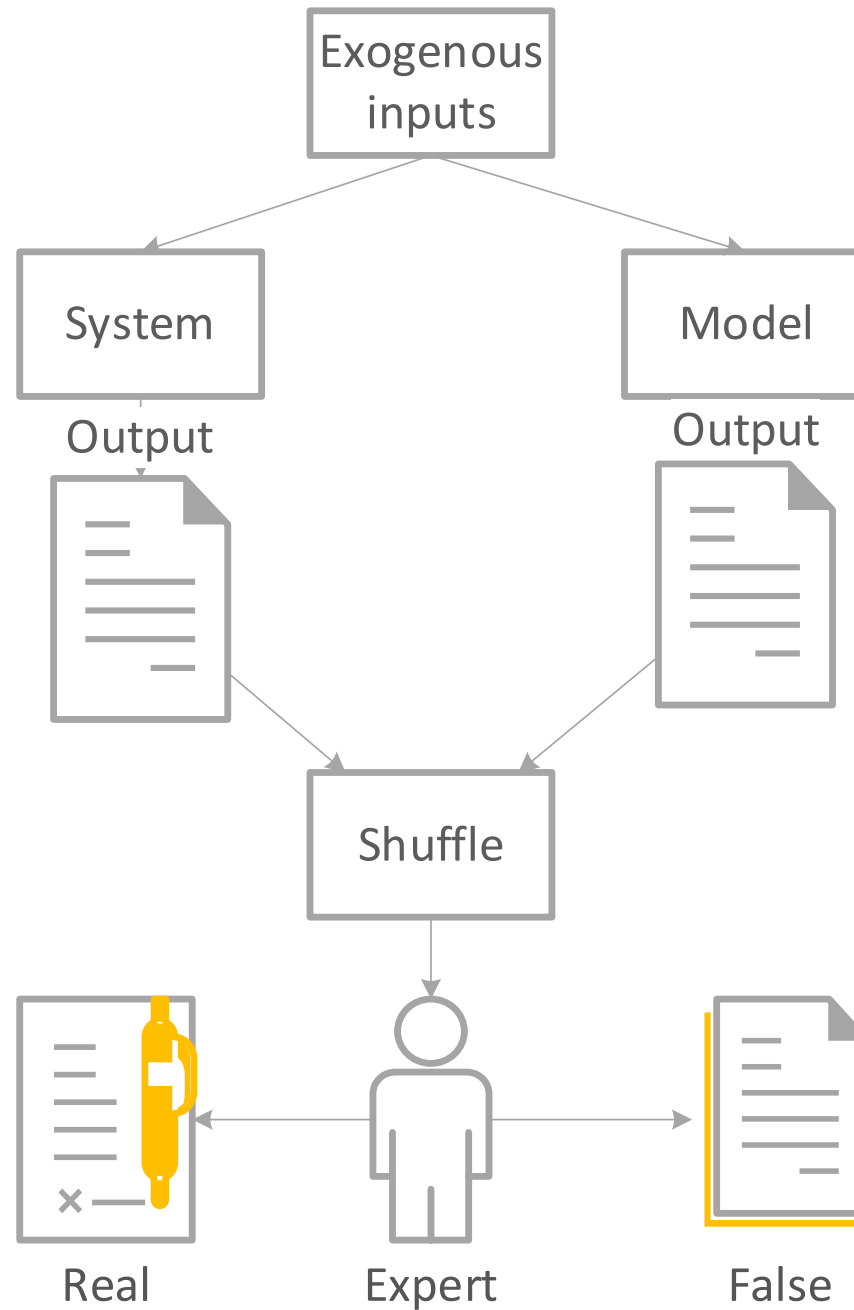 Exogenous
inputs
System
Model
Output
Output
Shuffle
Real
Expert
False